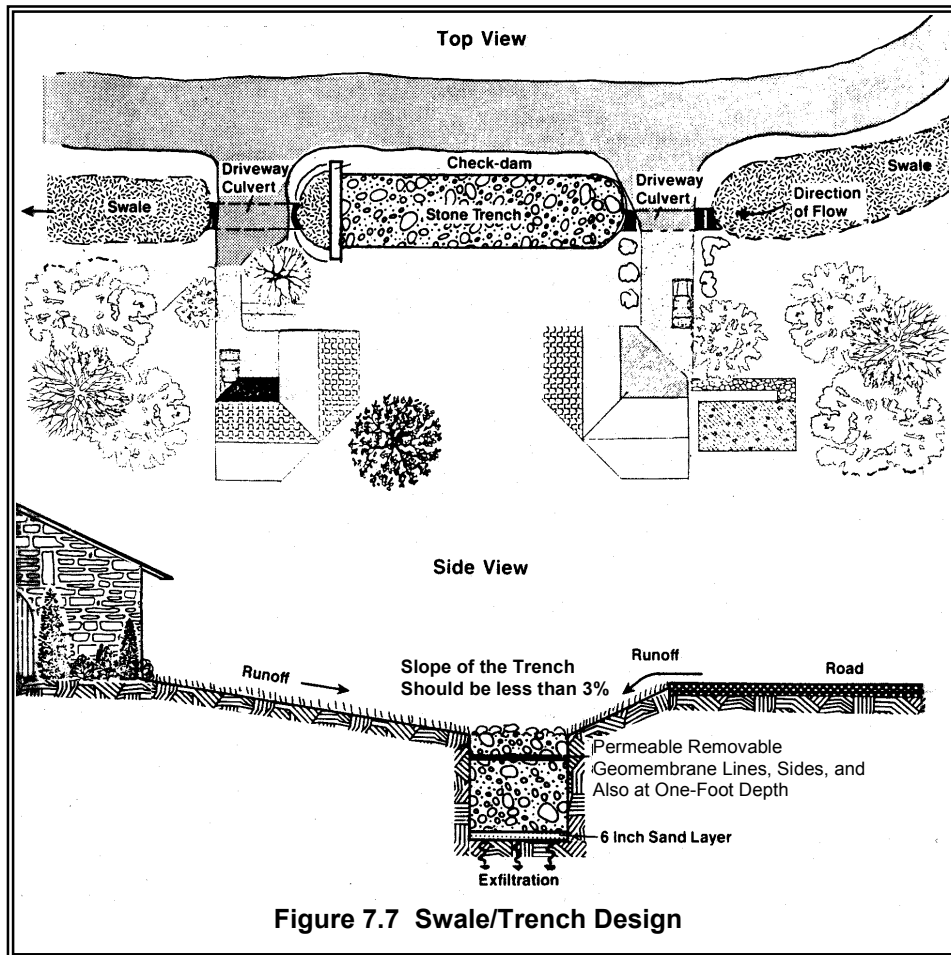 Top View
Driveway
Culvert
Check-dam
Driveway
Culvert
Swale
Swale
Stone Trench
Direction
of Flow
Side View
Runoff
Slope of the Trench
Should be less than 3%
Runoff
Road
Permeable Removable
Geomembrane Lines, Sides, and
Also at One-Foot Depth
6 Inch Sand Layer
Exfiltration
Figure 7.7 Swale/Trench Design